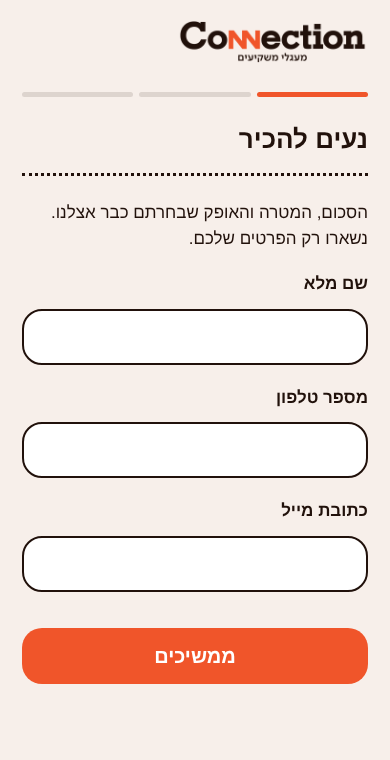 Connection
מעגלי משקיעים
נעים להכיר
הסכום, המטרה והאופק שבחרתם כבר אצלנו.
נשארו רק הפרטים שלכם.
שם מלא
מספר טלפון
כתובת מייל
ממשיכים